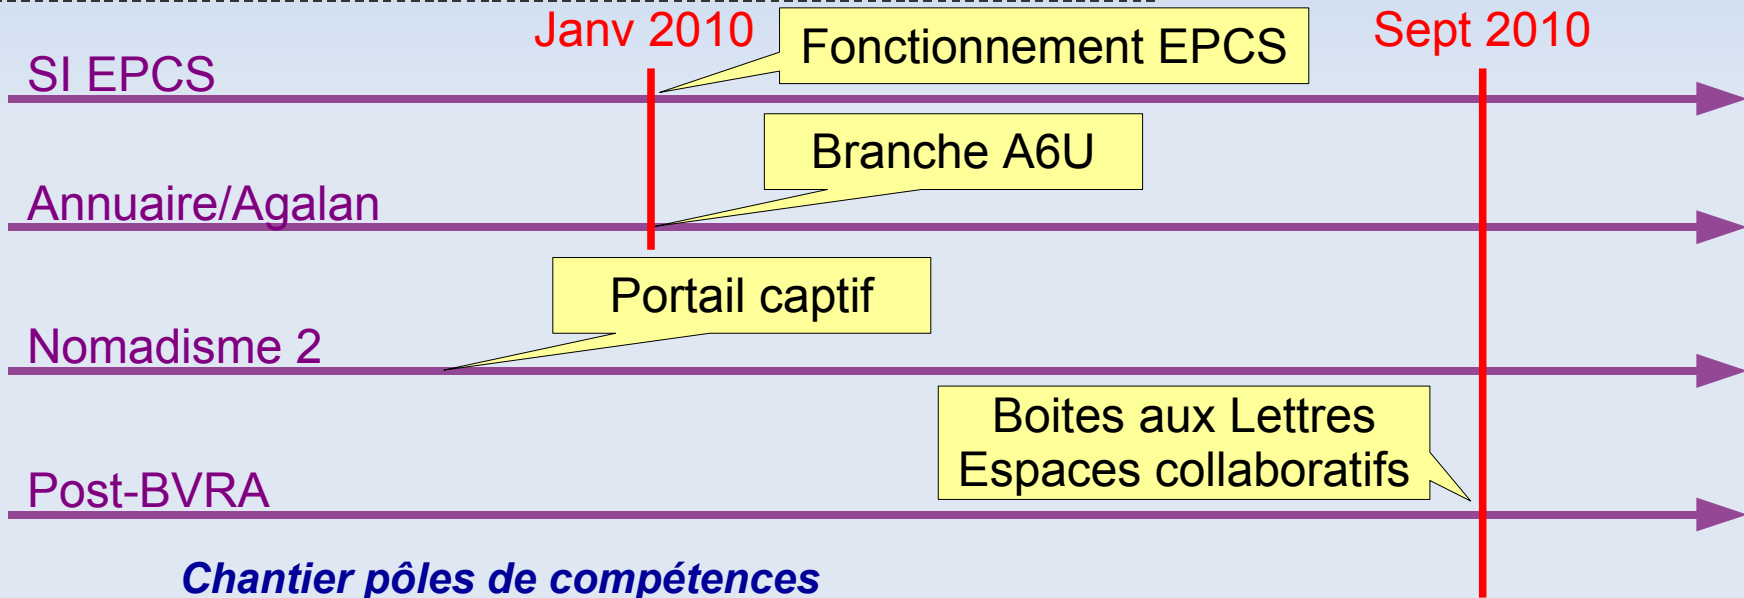 Janv 2010
Sept 2010
Fonctionnement EPCS
SI EPCS
Branche A6U
Annuaire/Agalan
Portail captif
Nomadisme 2
Boites aux Lettres
Espaces collaboratifs
Post-BVRA
Chantier pôles de compétences